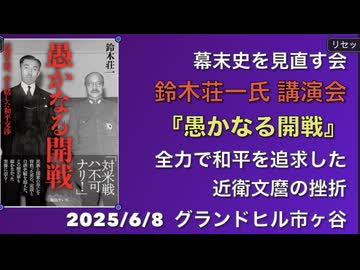 リセッ
幕末史を見直す会
鈴木荘一氏 講演会
『愚かなる開戦』
全力で和平を追求した
近衛文麿の挫折
2025/6/8 グランドヒル市ヶ谷
鈴木荘一
愚かなる開戦
「対米戦
ハ不可
ナリ!」